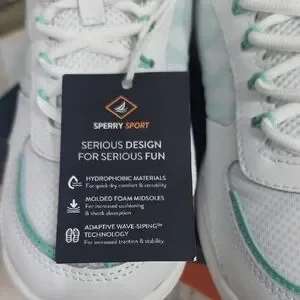 SPERRY SPORT
SERIOUS DESIGN
FOR SERIOUS FUN
HYDROPHOBIC MATERIALS
For quick dry comfort & versatility
MOLDED FOAM MIDSOLES
For increased cushioning
& shock absorption
ADAPTIVE WAVE-SIPING™
TECHNOLOGY
For increased traction & stability